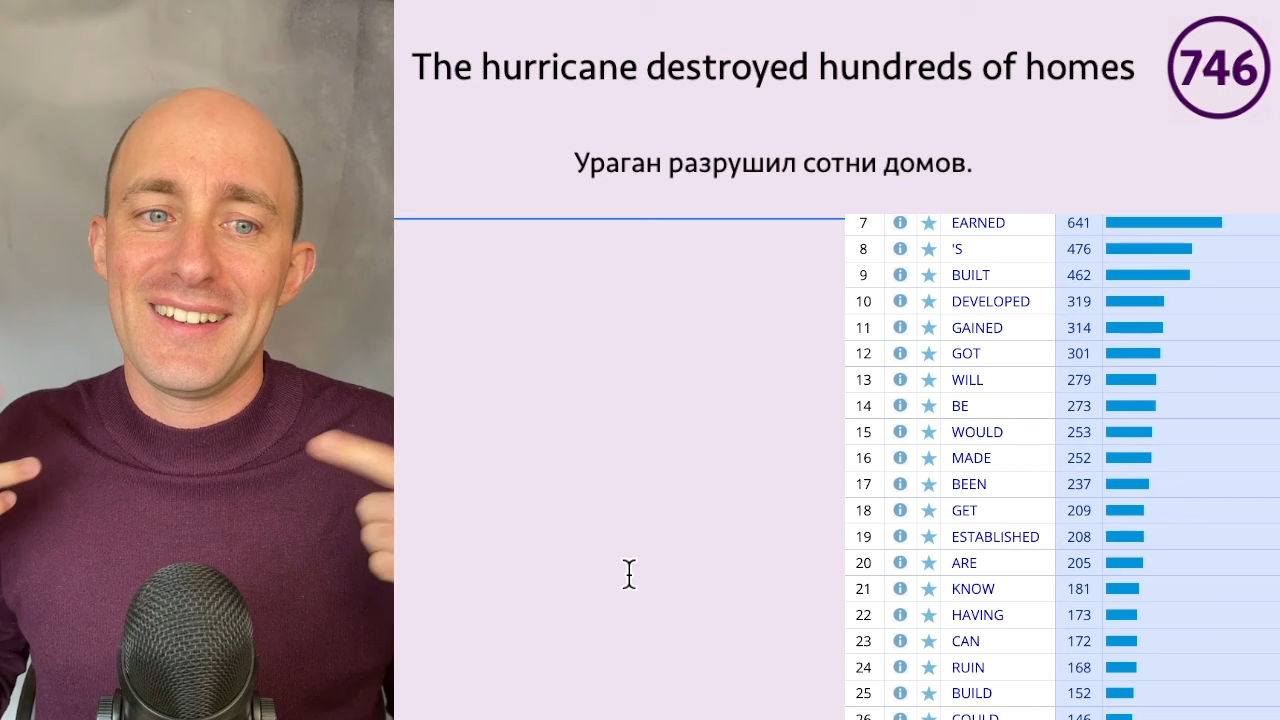 The hurricane destroyed hundreds of homes
746
Ураган разрушил сотни домов.
7 EARNED 641
8 'S 476
9 BUILT 462
10 DEVELOPED 319
11 GAINED 314
12 GOT 301
13 WILL 279
14 BE 273
15 WOULD 253
16 MADE 252
17 BEEN 237
18 GET 209
19 ESTABLISHED 208
20 ARE 205
21 KNOW 181
22 HAVING 173
23 CAN 172
24 RUIN 168
25 BUILD 152
26 COULD 146